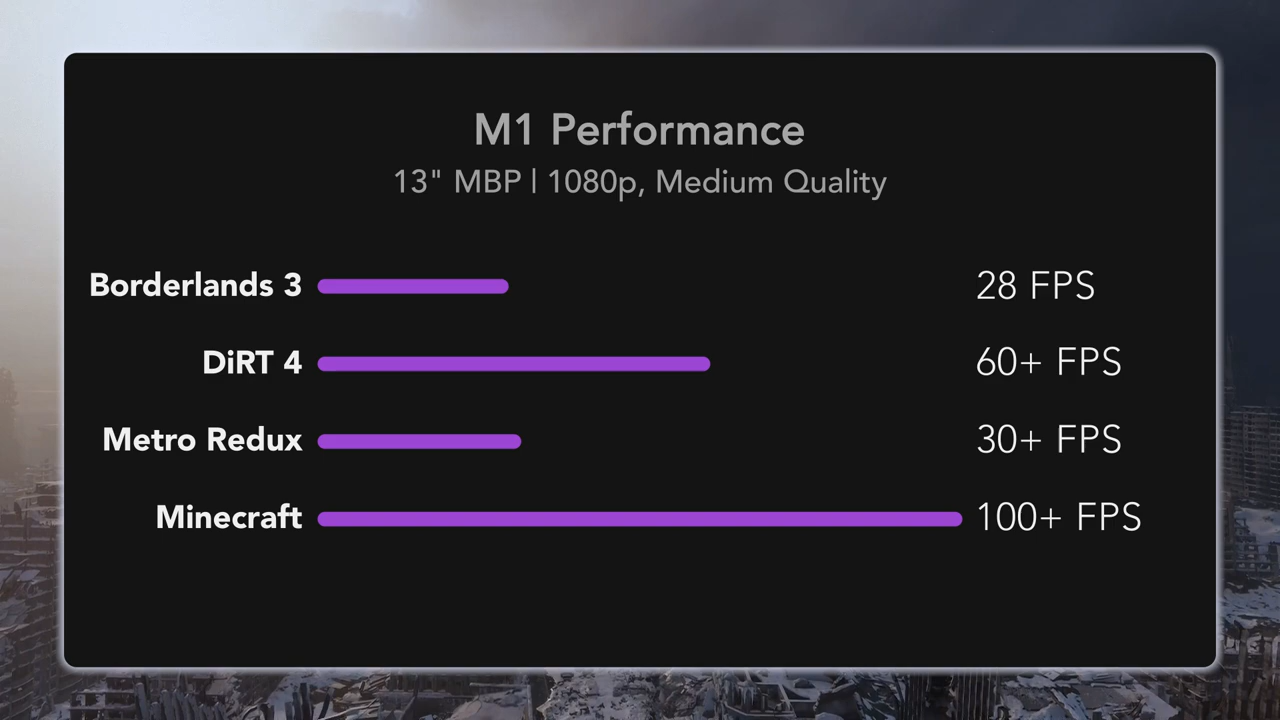 M1 Performance
13" MBP | 1080p, Medium Quality
Borderlands 3 28 FPS
DiRT 4 60+ FPS
Metro Redux 30+ FPS
Minecraft 100+ FPS